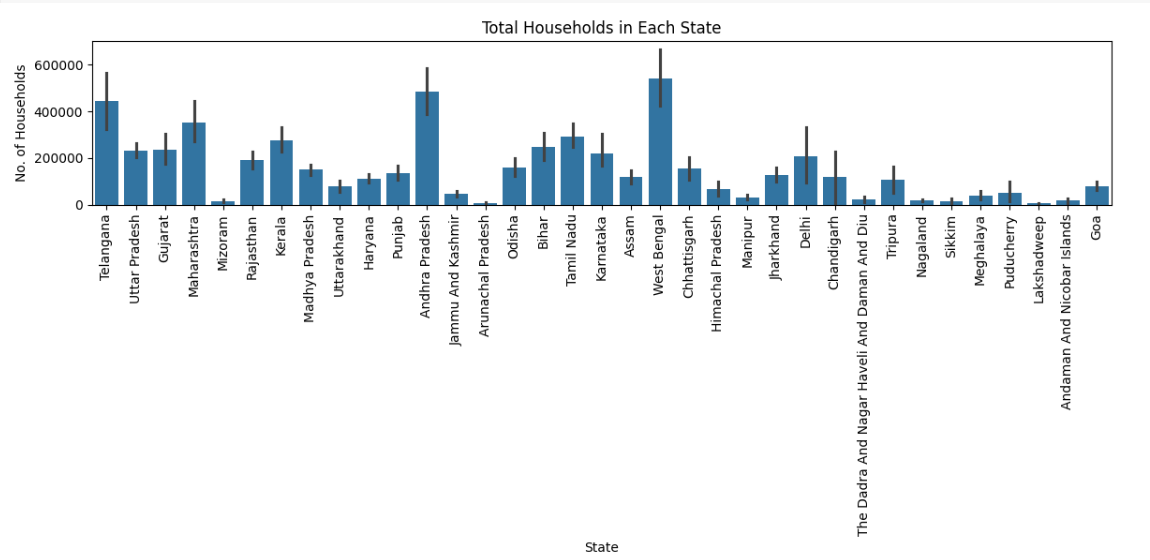 Total Households in Each State
No. of Households
600000
400000
200000
0
Telangana
Uttar Pradesh
Gujarat
Maharashtra
Mizoram
Rajasthan
Kerala
Madhya Pradesh
Uttarakhand
Haryana
Punjab
Andhra Pradesh
Jammu And Kashmir
Arunachal Pradesh
Odisha
Bihar
Tamil Nadu
Karnataka
Assam
West Bengal
Chhattisgarh
Himachal Pradesh
Manipur
Jharkhand
Delhi
Chandigarh
The Dadra And Nagar Haveli And Daman And Diu
Tripura
Nagaland
Sikkim
Meghalaya
Puducherry
Lakshadweep
Andaman And Nicobar Islands
Goa
State